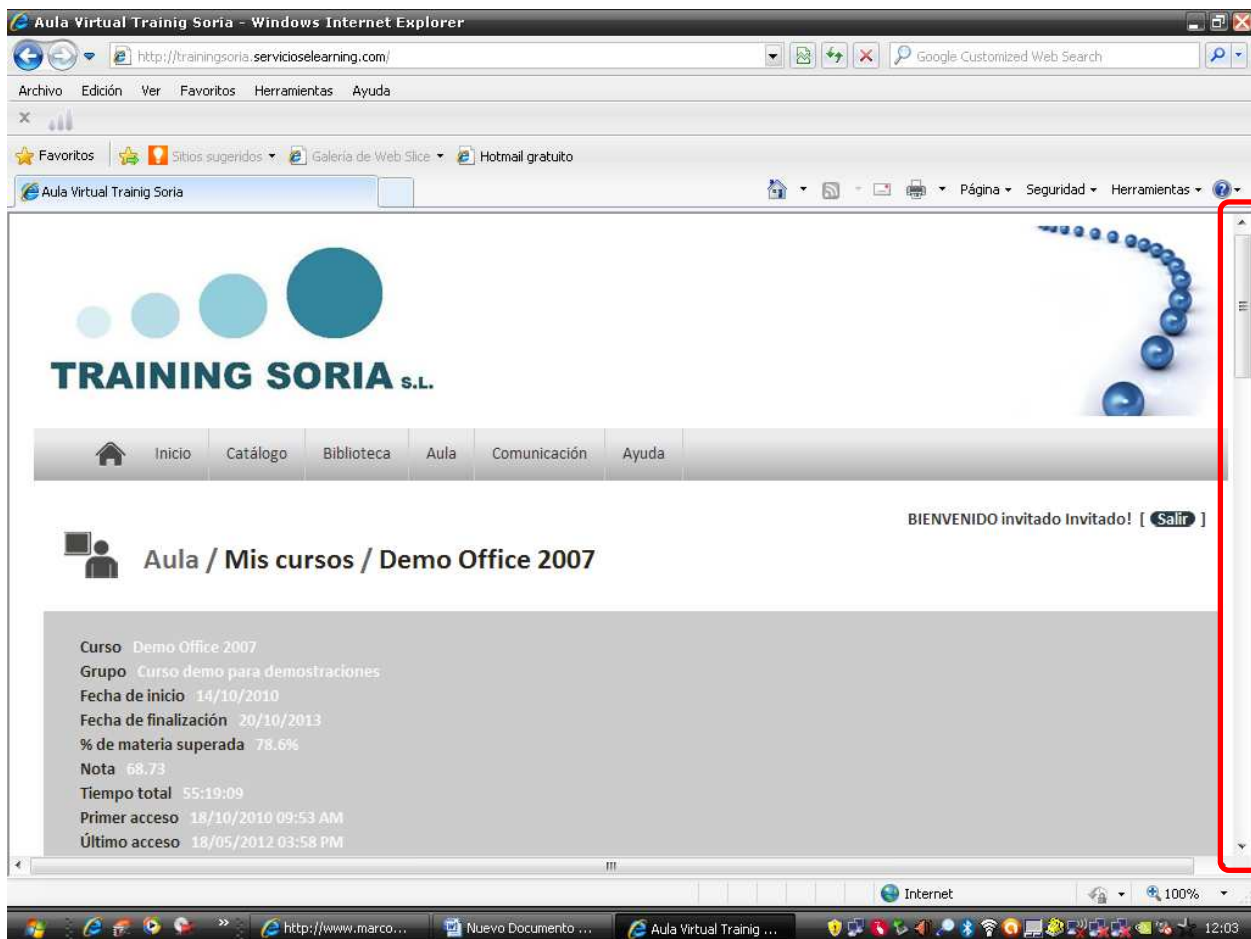 Aula Virtual Trainig Soria - Windows Internet Explorer
http://trainingsoria.servicioselearning.com/
Google Customized Web Search
Archivo Edición Ver Favoritos Herramientas Ayuda
Favoritos Sitios sugeridos Galería de Web Slice Hotmail gratuito
Aula Virtual Trainig Soria Página Seguridad Herramientas
TRAINING SORIA S.L.
Inicio Catálogo Biblioteca Aula Comunicación Ayuda
BIENVENIDO invitado Invitado! [ Salir ]
Aula / Mis cursos / Demo Office 2007
Curso Demo Office 2007
Grupo Curso demo para demostraciones
Fecha de inicio 14/10/2010
Fecha de finalización 20/10/2013
% de materia superada 78.6%
Nota 68.73
Tiempo total 55:19:09
Primer acceso 18/10/2010 09:53 AM
Último acceso 18/05/2012 03:58 PM
Internet 100%
http://www.marco... Nuevo Documento ... Aula Virtual Trainig ... 12:03